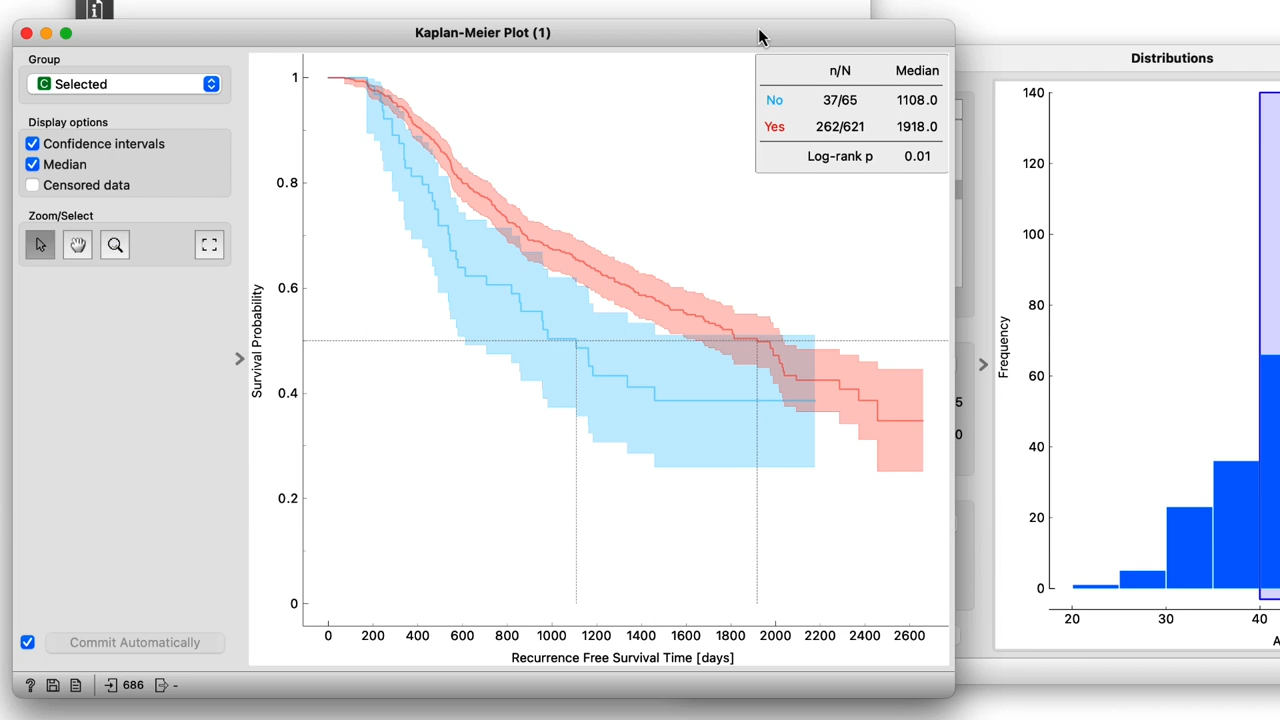 Kaplan-Meier Plot (1)
Group
C Selected
Display options
Confidence intervals
Median
Censored data
Zoom/Select
Commit Automatically
? 686 -
n/N Median
No 37/65 1108.0
Yes 262/621 1918.0
Log-rank p 0.01
Survival Probability
1
0.8
0.6
0.4
0.2
0
0 200 400 600 800 1000 1200 1400 1600 1800 2000 2200 2400 2600
Recurrence Free Survival Time [days]
Distributions
5
0
Frequency
140
120
100
80
60
40
20
0
20 30 40
A